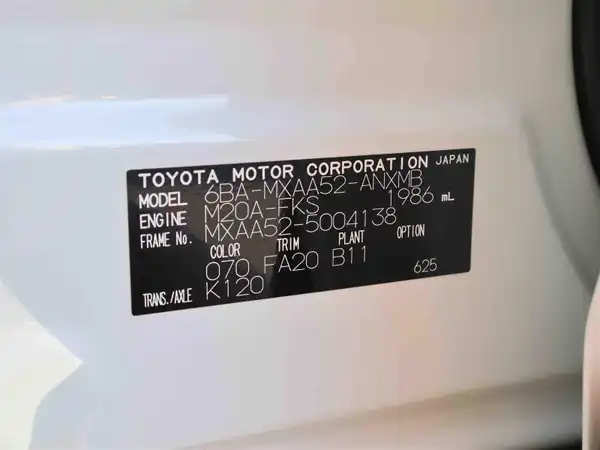 TOYOTA MOTOR CORPORATION JAPAN
MODEL 6BA-MXAA52-ANXMB
ENGINE M20A-FKS 1986 mL
FRAME No. MXAA52-5004138
COLOR TRIM PLANT OPTION
070 FA20 B11
625
TRANS./AXLE K120